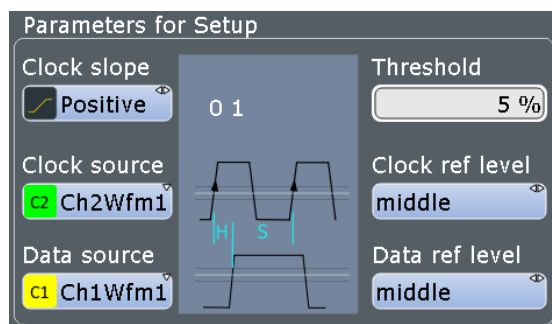 Parameters for Setup
Clock slope
Positive
Clock source
C2 Ch2Wfm1
Data source
C1 Ch1Wfm1
0 1
H S
Threshold
5 %
Clock ref level
middle
Data ref level
middle